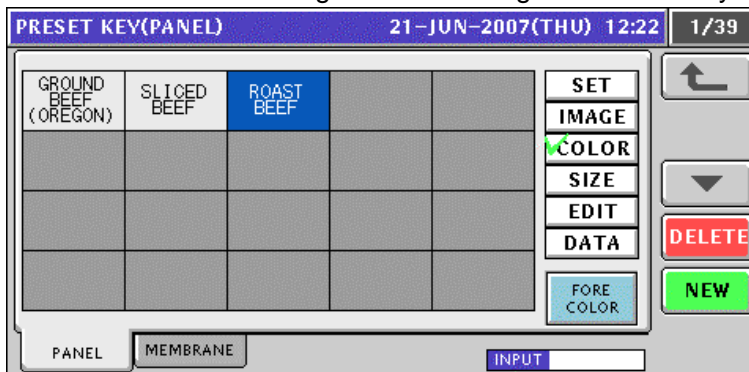 PRESET KEY(PANEL) 21-JUN-2007(THU) 12:22 1/39
GROUND
BEEF
(OREGON)
SLICED
BEEF
ROAST
BEEF
SET
IMAGE
COLOR
SIZE
EDIT
DATA
FORE
COLOR
DELETE
NEW
PANEL
MEMBRANE
INPUT